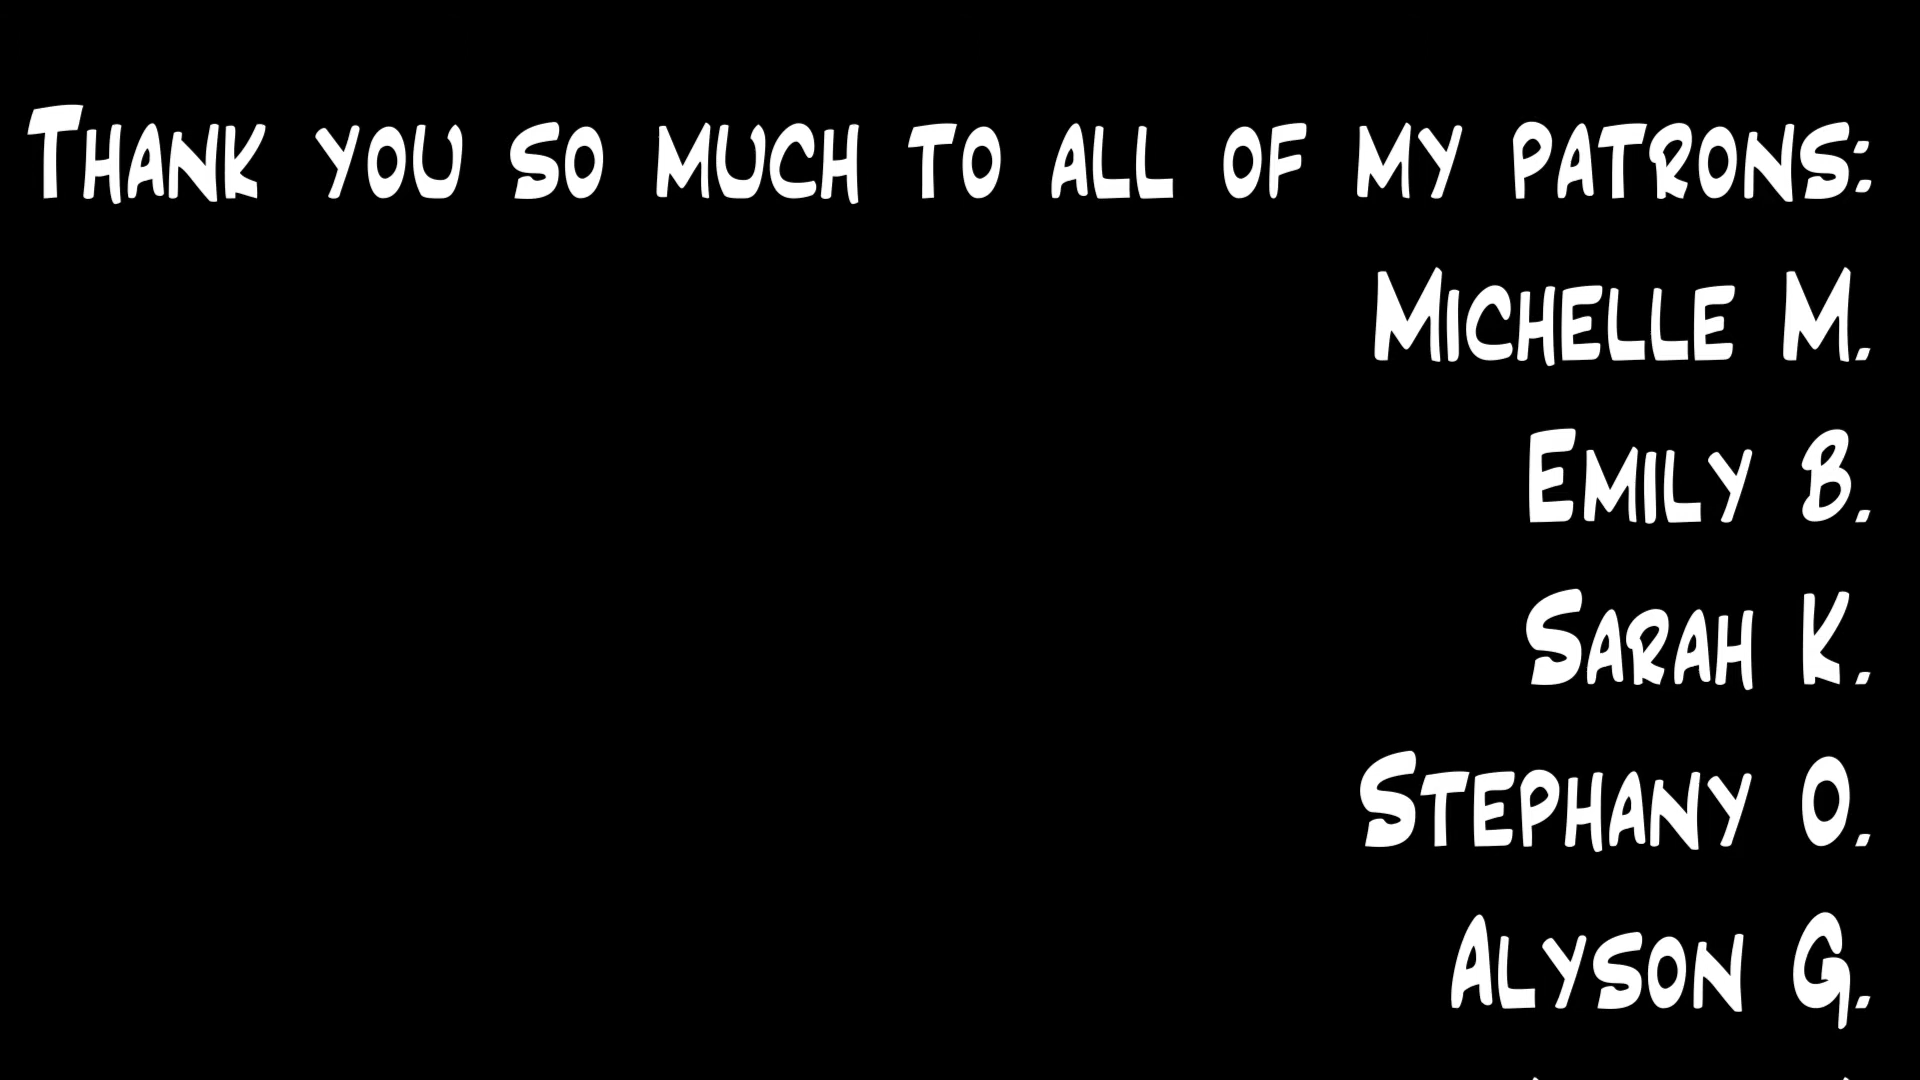 Thank you so much to all of my patrons:
Michelle M.
Emily B.
Sarah K.
Stephany O.
Alyson G.